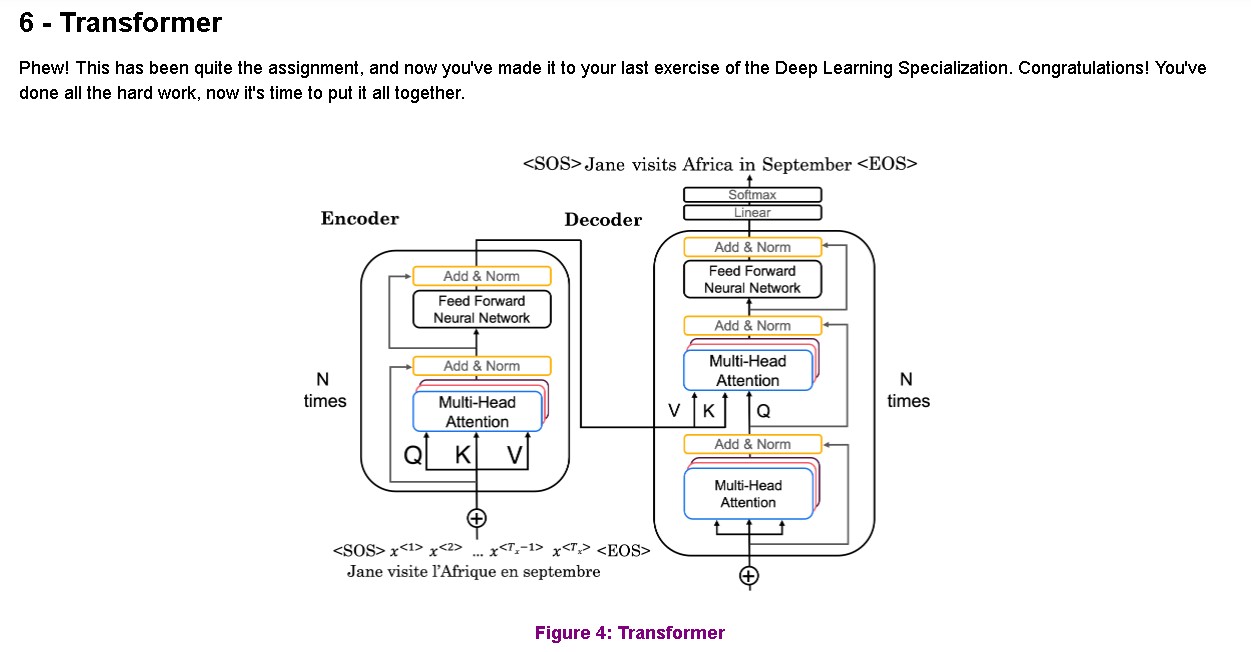 6 - Transformer
Phew! This has been quite the assignment, and now you've made it to your last exercise of the Deep Learning Specialization. Congratulations! You've
done all the hard work, now it's time to put it all together.
<SOS> Jane visits Africa in September <EOS>
Softmax
Linear
Encoder
Decoder
Add & Norm
Feed Forward
Neural Network
Add & Norm
Multi-Head
Attention
Q K V
N
times
Add & Norm
Feed Forward
Neural Network
Add & Norm
Multi-Head
Attention
V K Q
Add & Norm
Multi-Head
Attention
N
times
<SOS> x<1> x<2> ... x<Tx-1> x<Tx> <EOS>
Jane visite l'Afrique en septembre
Figure 4: Transformer